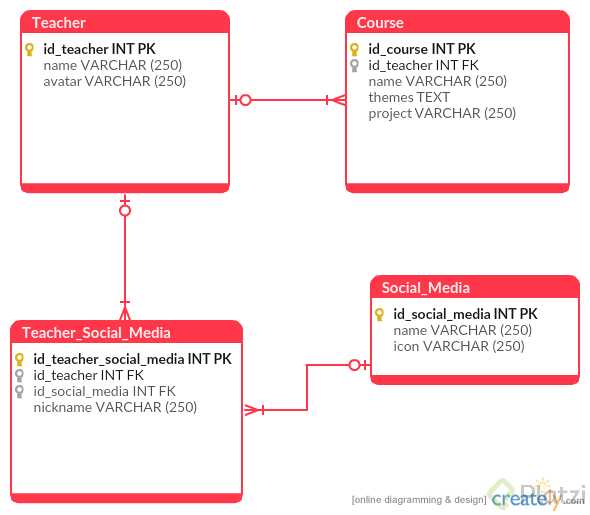 Teacher
id_teacher INT PK
name VARCHAR (250)
avatar VARCHAR (250)
Course
id_course INT PK
id_teacher INT FK
name VARCHAR (250)
themes TEXT
project VARCHAR (250)
Social_Media
id_social_media INT PK
name VARCHAR (250)
icon VARCHAR (250)
Teacher_Social_Media
id_teacher_social_media INT PK
id_teacher INT FK
id_social_media INT FK
nickname VARCHAR (250)
Platzi
[online diagramming & design] creately.com